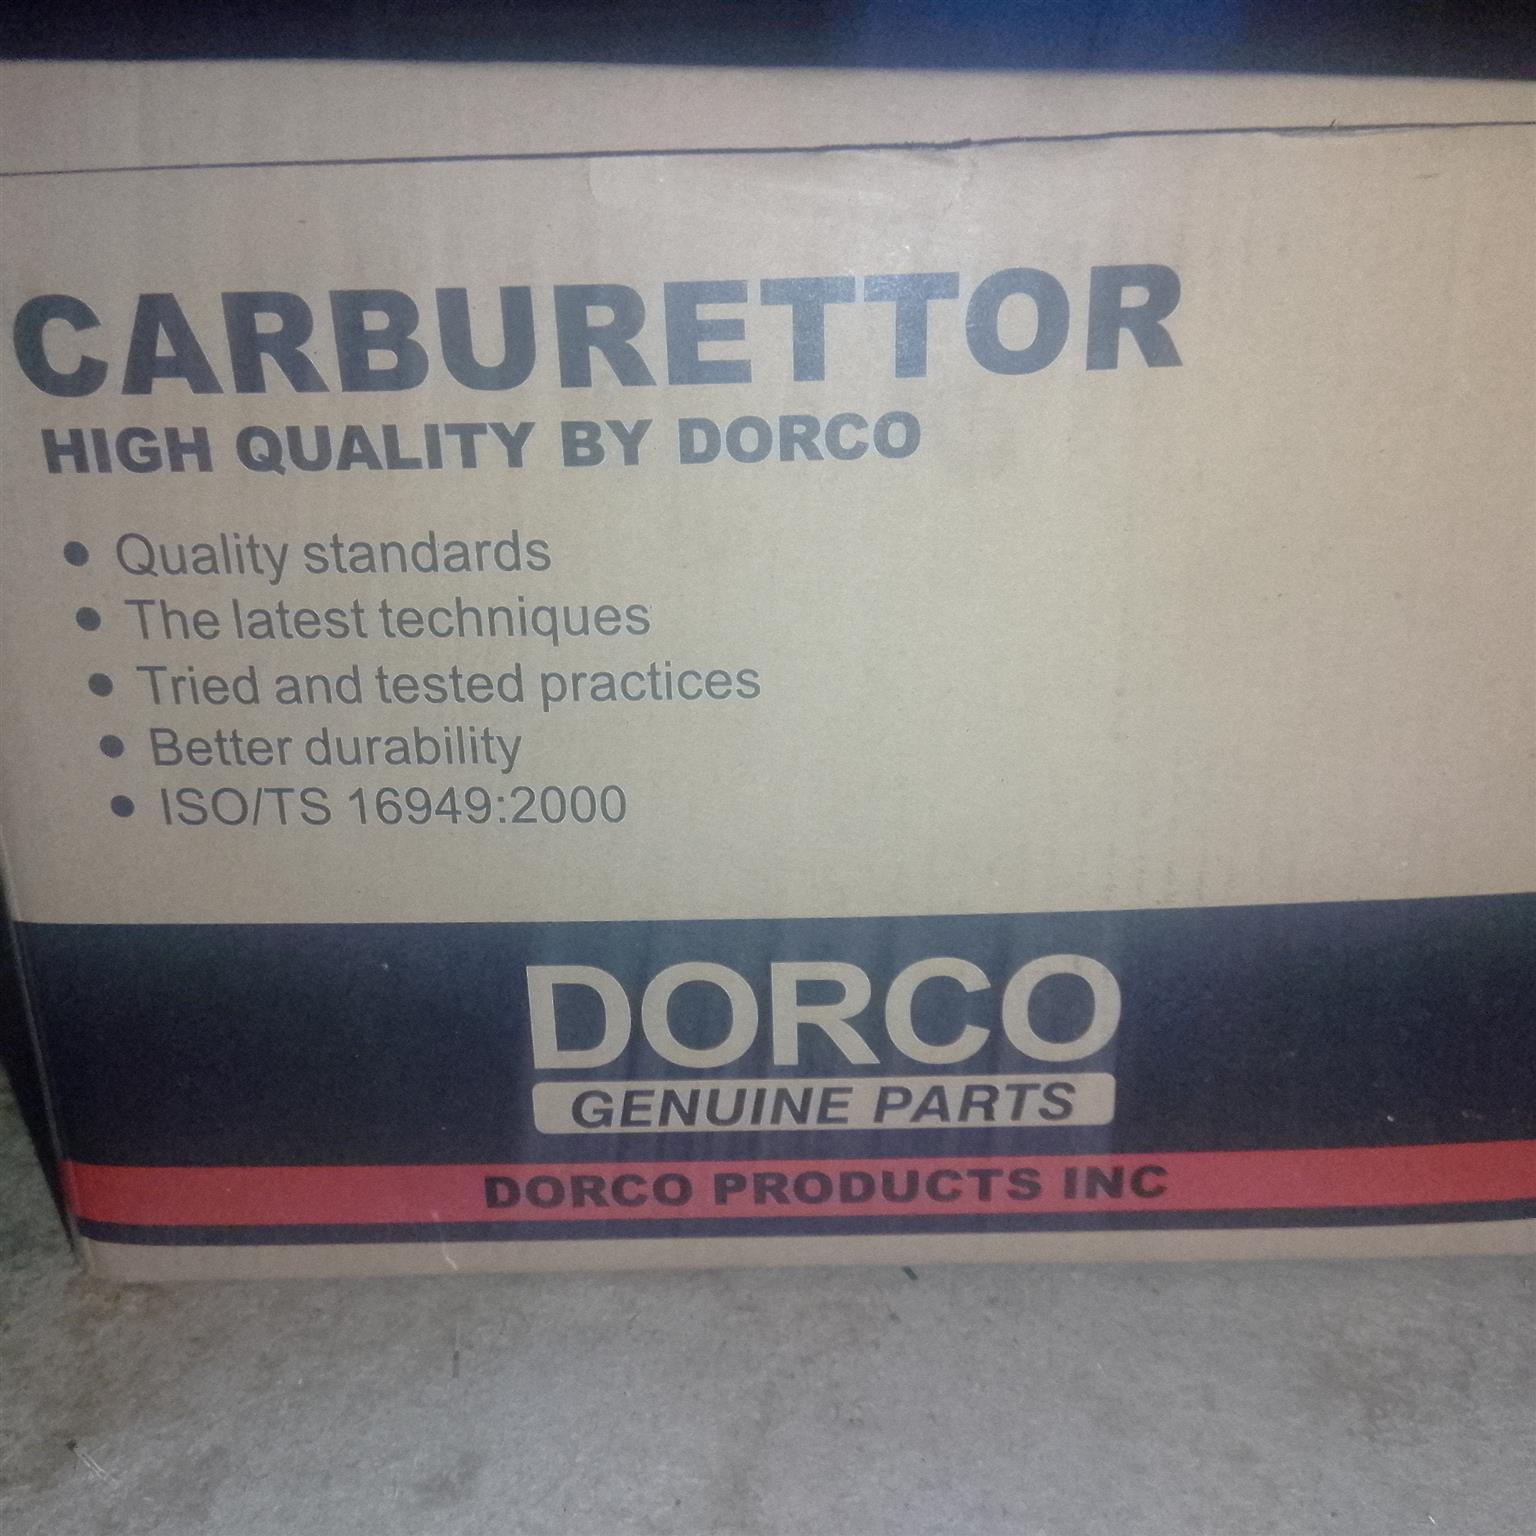 CARBURETTOR
HIGH QUALITY BY DORCO
• Quality standards
• The latest techniques
• Tried and tested practices
• Better durability
• ISO/TS 16949:2000
DORCO
GENUINE PARTS
DORCO PRODUCTS INC